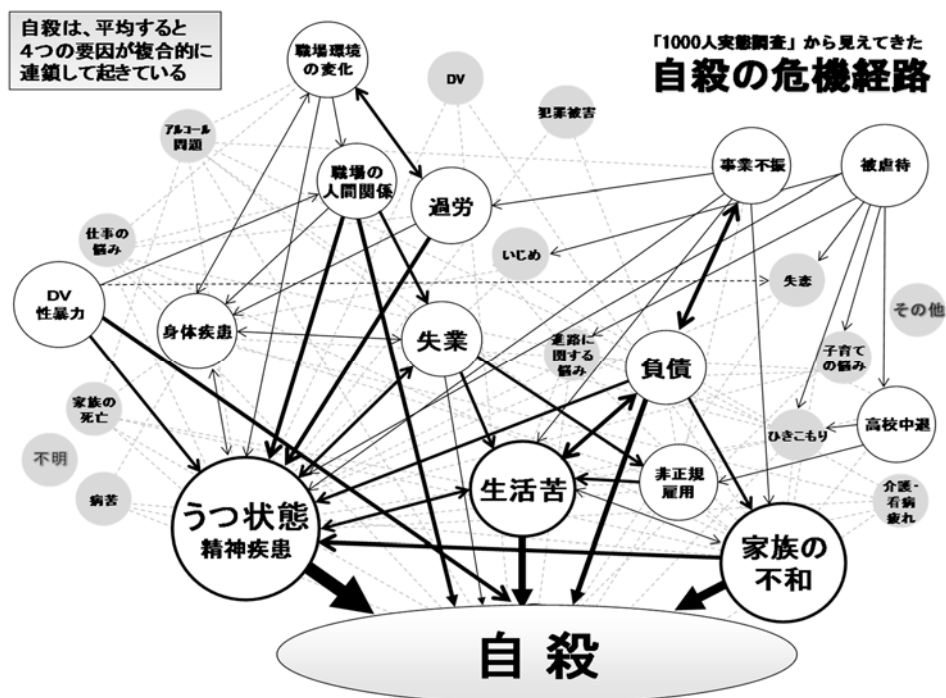 自殺は、平均すると
4つの要因が複合的に
連鎖して起きている
「1000人実態調査」から見えてきた
自殺の危機経路
職場環境
の変化
DV
犯罪被害
アルコール
問題
職場の
人間関係
過労
事業不振
被虐待
仕事の
悩み
いじめ
DV
性暴力
失恋
その他
身体疾患
失業
進路に
関する
悩み
負債
子育て
の悩み
家族の
死亡
ひきこもり
高校中退
不明
病苦
うつ状態
精神疾患
生活苦
非正規
雇用
介護・
看病
疲れ
家族の
不和
自殺